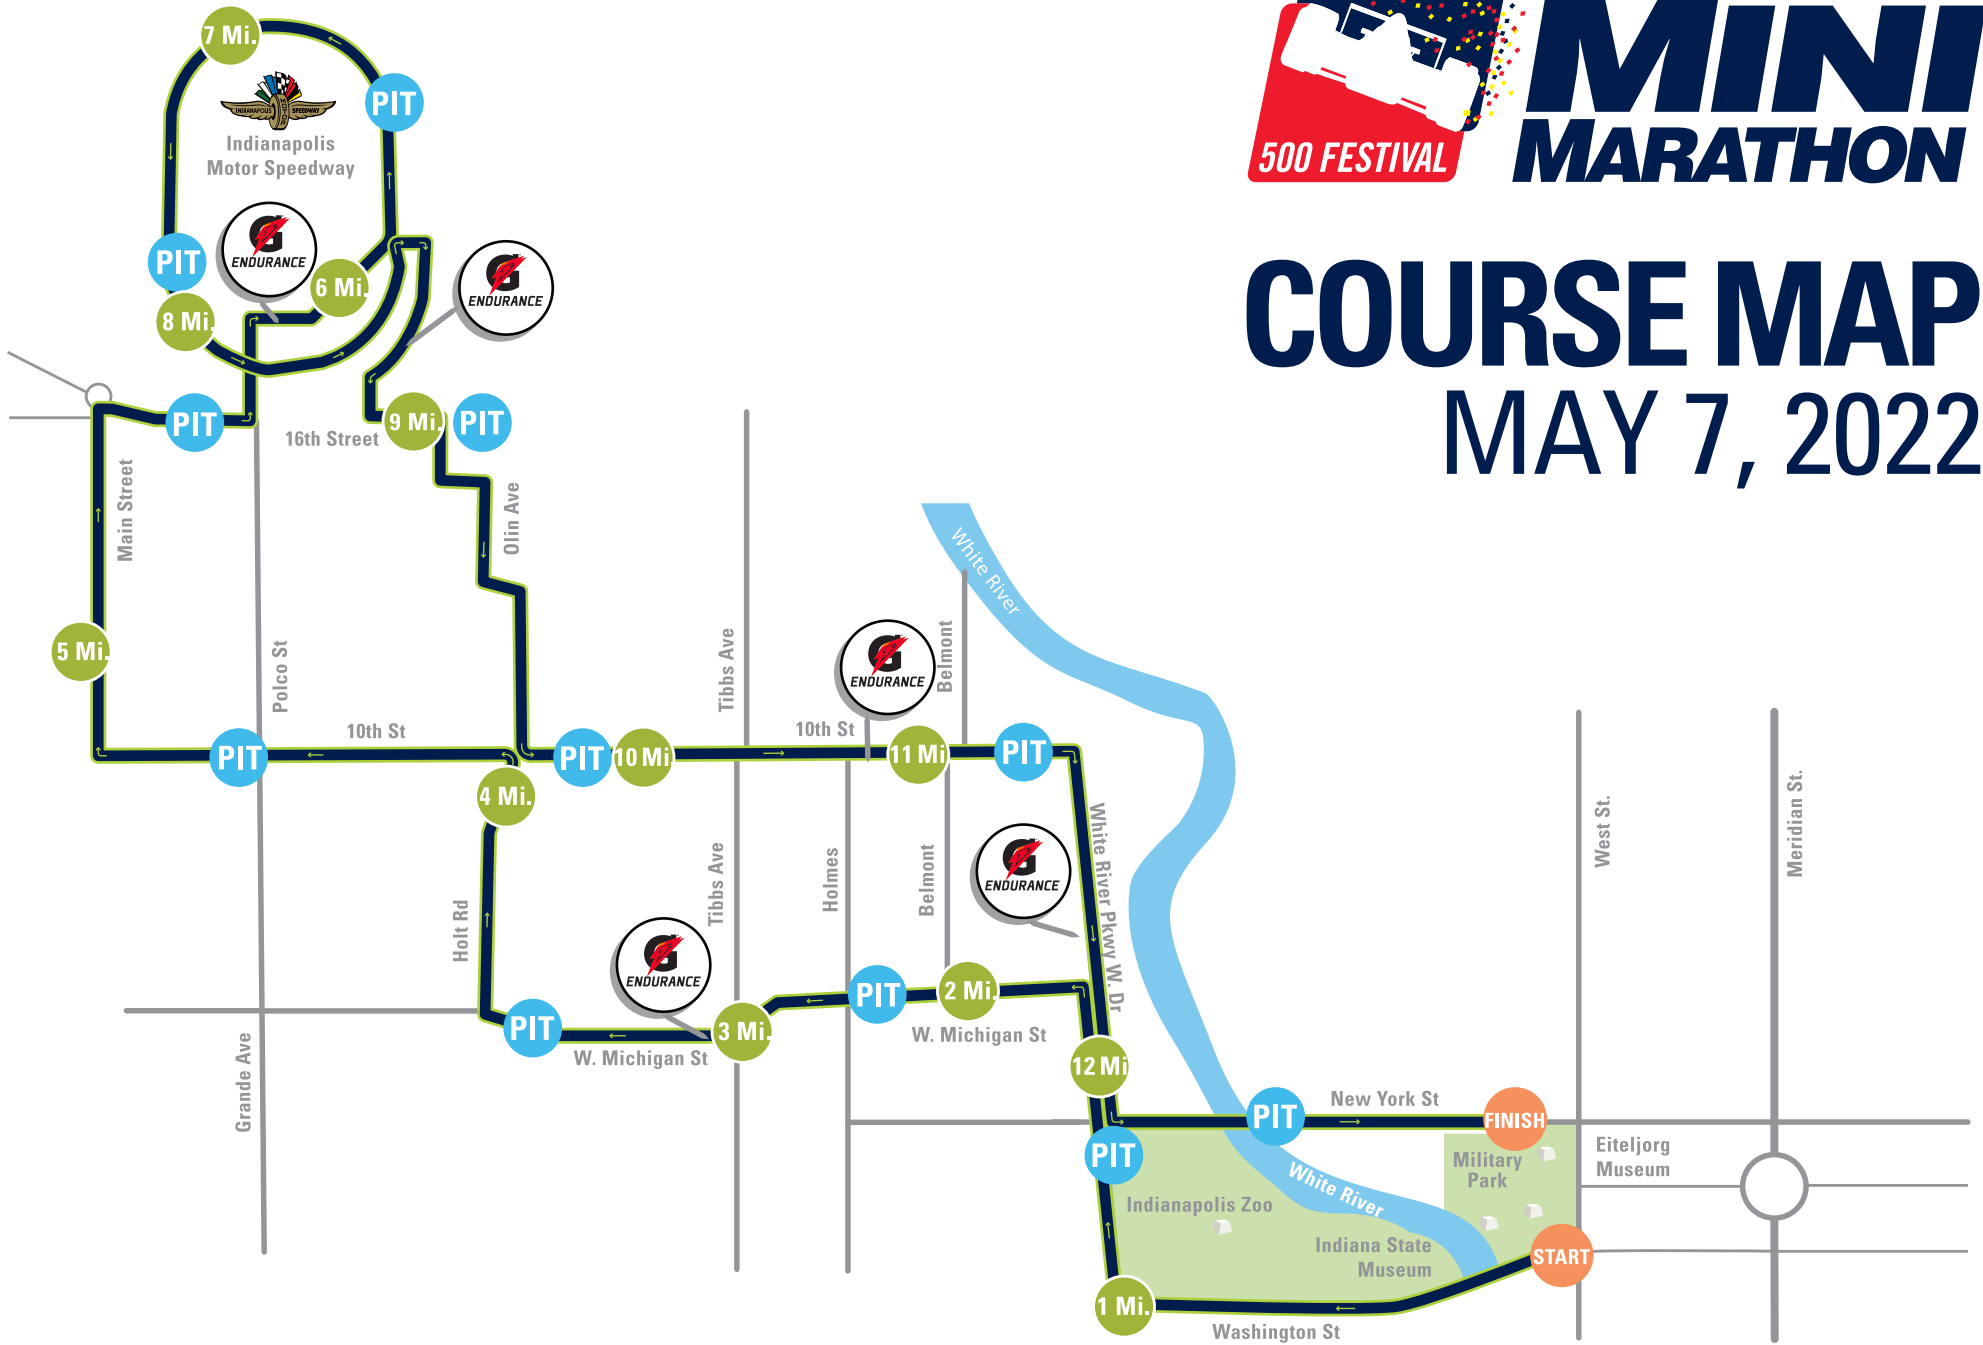 MINI
MARATHON
500 FESTIVAL
COURSE MAP
MAY 7, 2022
7 Mi.
PIT
INDIANAPOLIS
MOTOR
SPEEDWAY
Indianapolis
Motor Speedway
PIT
G
ENDURANCE
6 Mi.
G
ENDURANCE
8 Mi.
PIT
16th Street
9 Mi.
PIT
Main Street
Olin Ave
White River
5 Mi.
Polco St
Tibbs Ave
G
ENDURANCE
Belmont
10th St
10th St
PIT
PIT
10 Mi.
11 Mi
PIT
4 Mi.
White River Pkwy W. Dr
West St.
Meridian St.
Holt Rd
Tibbs Ave
Holmes
Belmont
G
ENDURANCE
G
ENDURANCE
PIT
2 Mi.
PIT
3 Mi.
W. Michigan St
W. Michigan St
Grande Ave
12 Mi
PIT
New York St
FINISH
PIT
Military
Park
Eiteljorg
Museum
White River
Indianapolis Zoo
Indiana State
Museum
START
1 Mi.
Washington St